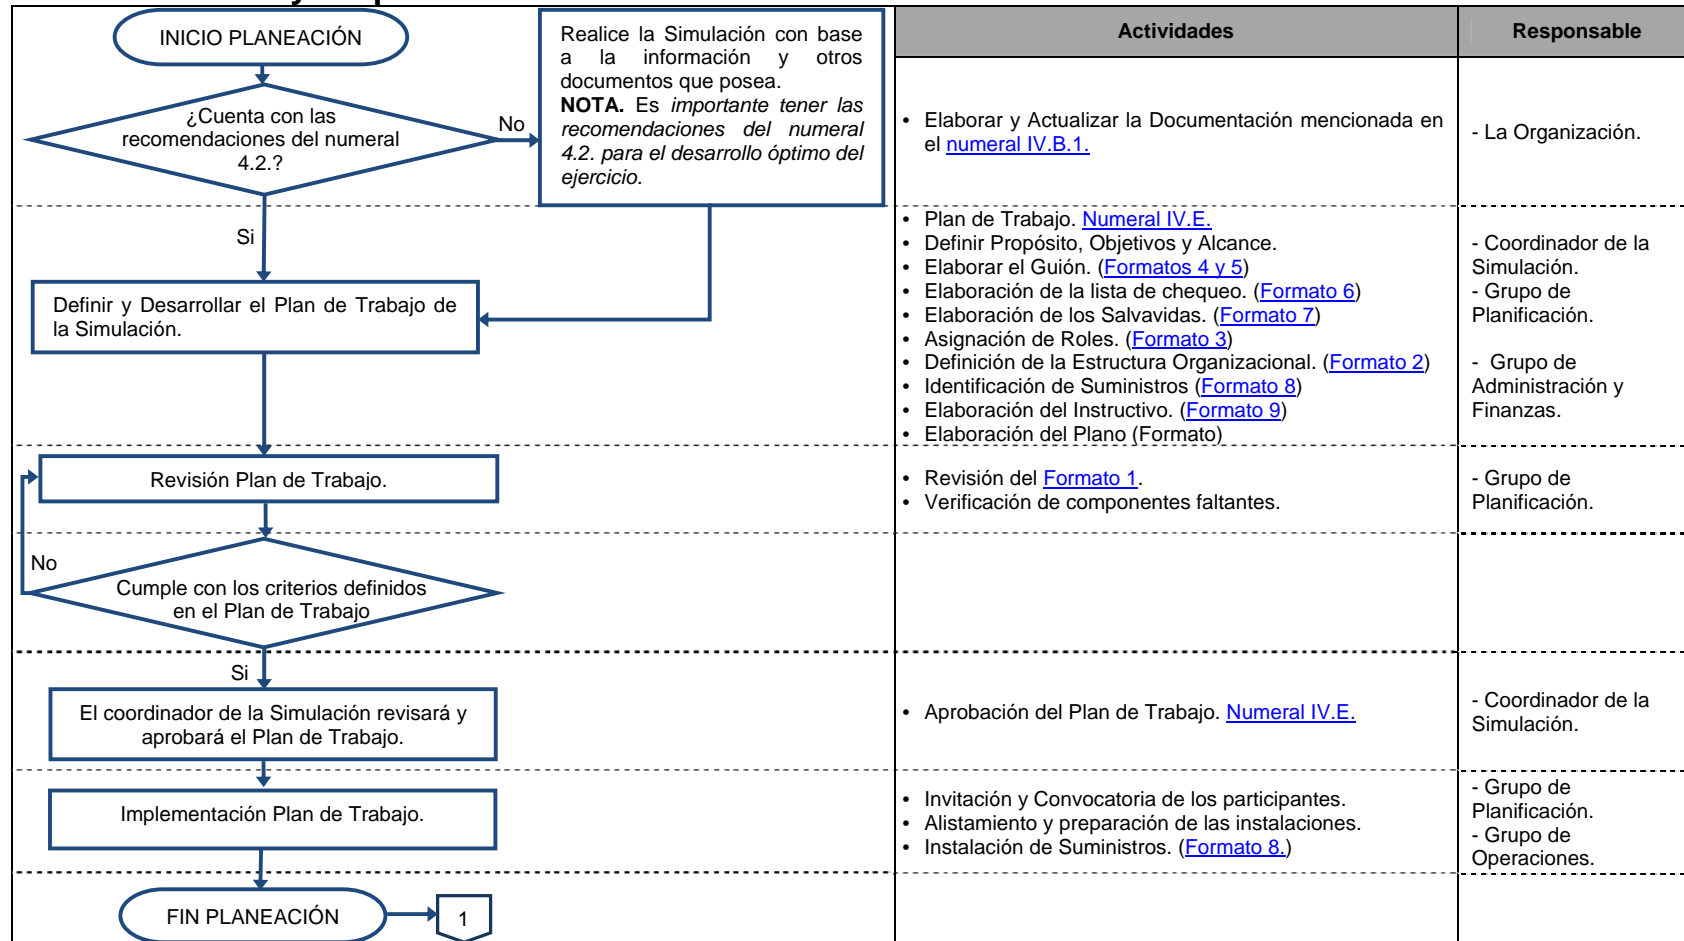 Actividades
Responsable
INICIO PLANEACIÓN
Realice la Simulación con base
a la información y otros
documentos que posea.
NOTA. Es importante tener las
recomendaciones del numeral
4.2. para el desarrollo óptimo del
ejercicio.
¿Cuenta con las
recomendaciones del numeral
4.2.?
No
• Elaborar y Actualizar la Documentación mencionada en
el numeral IV.B.1.
- La Organización.
Si
Definir y Desarrollar el Plan de Trabajo de
la Simulación.
• Plan de Trabajo. Numeral IV.E.
• Definir Propósito, Objetivos y Alcance.
• Elaborar el Guión. (Formatos 4 y 5)
• Elaboración de la lista de chequeo. (Formato 6)
• Elaboración de los Salvavidas. (Formato 7)
• Asignación de Roles. (Formato 3)
• Definición de la Estructura Organizacional. (Formato 2)
• Identificación de Suministros (Formato 8)
• Elaboración del Instructivo. (Formato 9)
• Elaboración del Plano (Formato)
- Coordinador de la
Simulación.
- Grupo de
Planificación.
- Grupo de
Administración y
Finanzas.
Revisión Plan de Trabajo.
• Revisión del Formato 1.
• Verificación de componentes faltantes.
- Grupo de
Planificación.
No
Cumple con los criterios definidos
en el Plan de Trabajo
Si
El coordinador de la Simulación revisará y
aprobará el Plan de Trabajo.
• Aprobación del Plan de Trabajo. Numeral IV.E.
- Coordinador de la
Simulación.
Implementación Plan de Trabajo.
• Invitación y Convocatoria de los participantes.
• Alistamiento y preparación de las instalaciones.
• Instalación de Suministros. (Formato 8.)
- Grupo de
Planificación.
- Grupo de
Operaciones.
FIN PLANEACIÓN
1